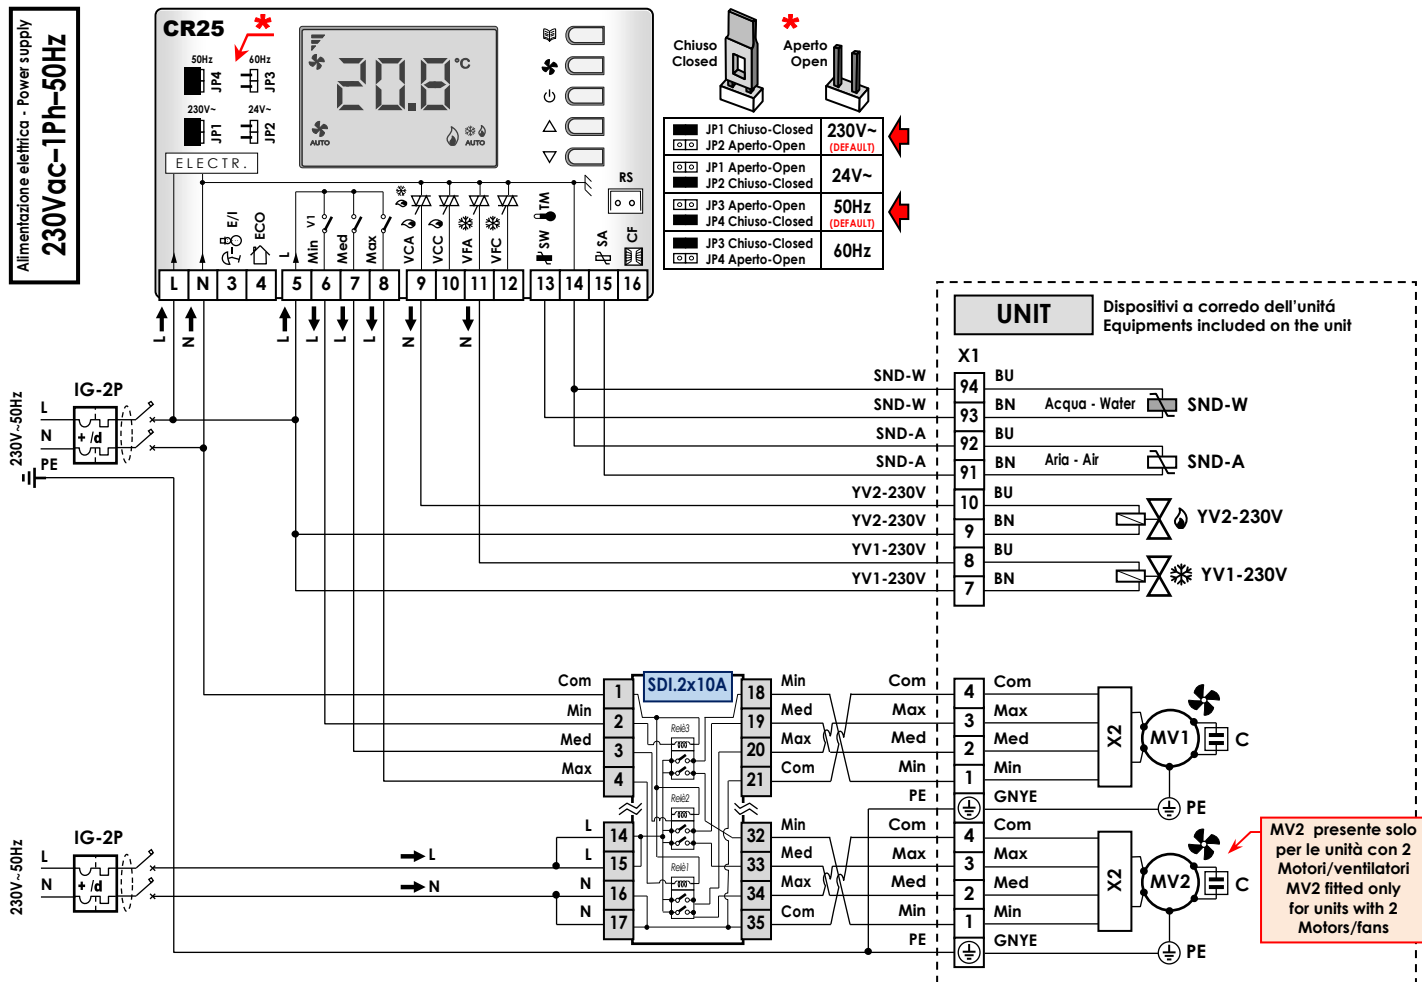 Alimentazione elettrica - Power supply
230Vac–1Ph–50Hz
CR25
*
50Hz
JP4
60Hz
JP3
230V~
JP1
24V~
JP2
ELECTR.
20.8 °C
AUTO
AUTO
RS
Chiuso
Closed
*
Aperto
Open
JP1 Chiuso-Closed
JP2 Aperto-Open
230V~
(DEFAULT)
JP1 Aperto-Open
JP2 Chiuso-Closed
24V~
JP3 Aperto-Open
JP4 Chiuso-Closed
50Hz
(DEFAULT)
JP3 Chiuso-Closed
JP4 Aperto-Open
60Hz
E/I
ECO
L
Min V1
Med
Max
VCA
VCC
VFA
VFC
SW
TM
SA
CF
L N 3 4 5 6 7 8 9 10 11 12 13 14 15 16
L
N
L
L
L
L
N
N
UNIT
Dispositivi a corredo dell'unitá
Equipments included on the unit
X1
IG-2P
230V~50Hz
L
N
PE
+ /d
SND-W 94 BU
SND-W 93 BN Acqua - Water SND-W
SND-A 92 BU
SND-A 91 BN Aria - Air SND-A
YV2-230V 10 BU
YV2-230V 9 BN YV2-230V
YV1-230V 8 BU
YV1-230V 7 BN YV1-230V
SDI.2x10A
Com 1
Min 2
Med 3
Max 4
Relè3
Relè2
Relè1
18 Min
19 Med
20 Max
21 Com
Com 4 Com
Max 3 Max
Med 2 Med
Min 1 Min
PE GNYE
X2
MV1
C
PE
IG-2P
230V~50Hz
L
N
+ /d
L
N
L 14
L 15
N 16
N 17
32 Min
33 Med
34 Max
35 Com
Com 4 Com
Max 3 Max
Med 2 Med
Min 1 Min
PE GNYE
X2
MV2
C
PE
MV2 presente solo
per le unità con 2
Motori/ventilatori
MV2 fitted only
for units with 2
Motors/fans